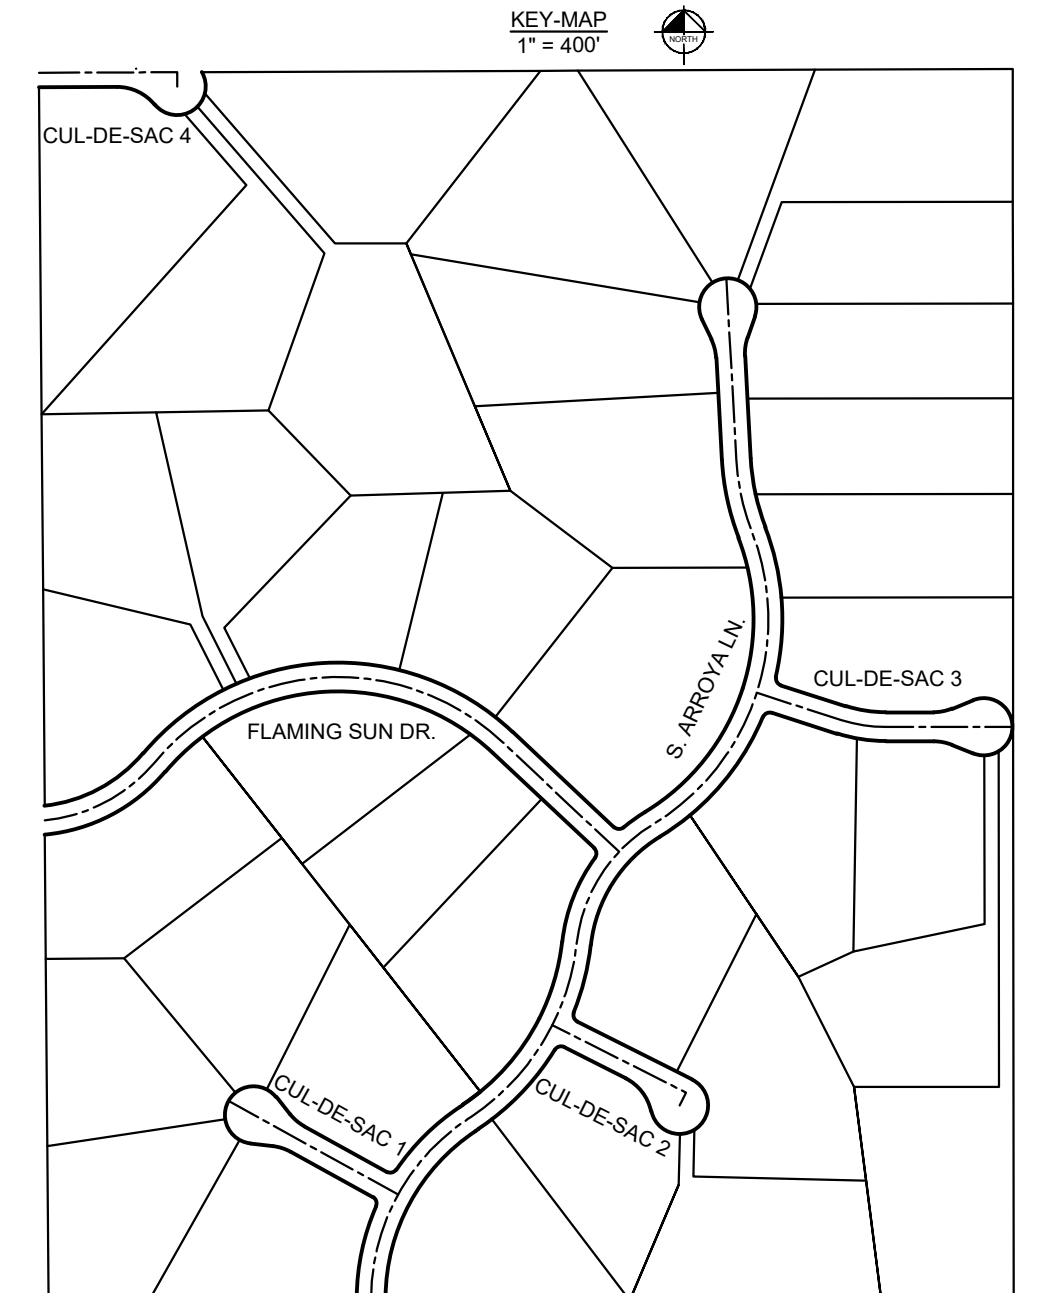 KEY-MAP
1" = 400'
NORTH
CUL-DE-SAC 4
S. ARROYA LN.
CUL-DE-SAC 3
FLAMING SUN DR.
CUL-DE-SAC 1
CUL-DE-SAC 2